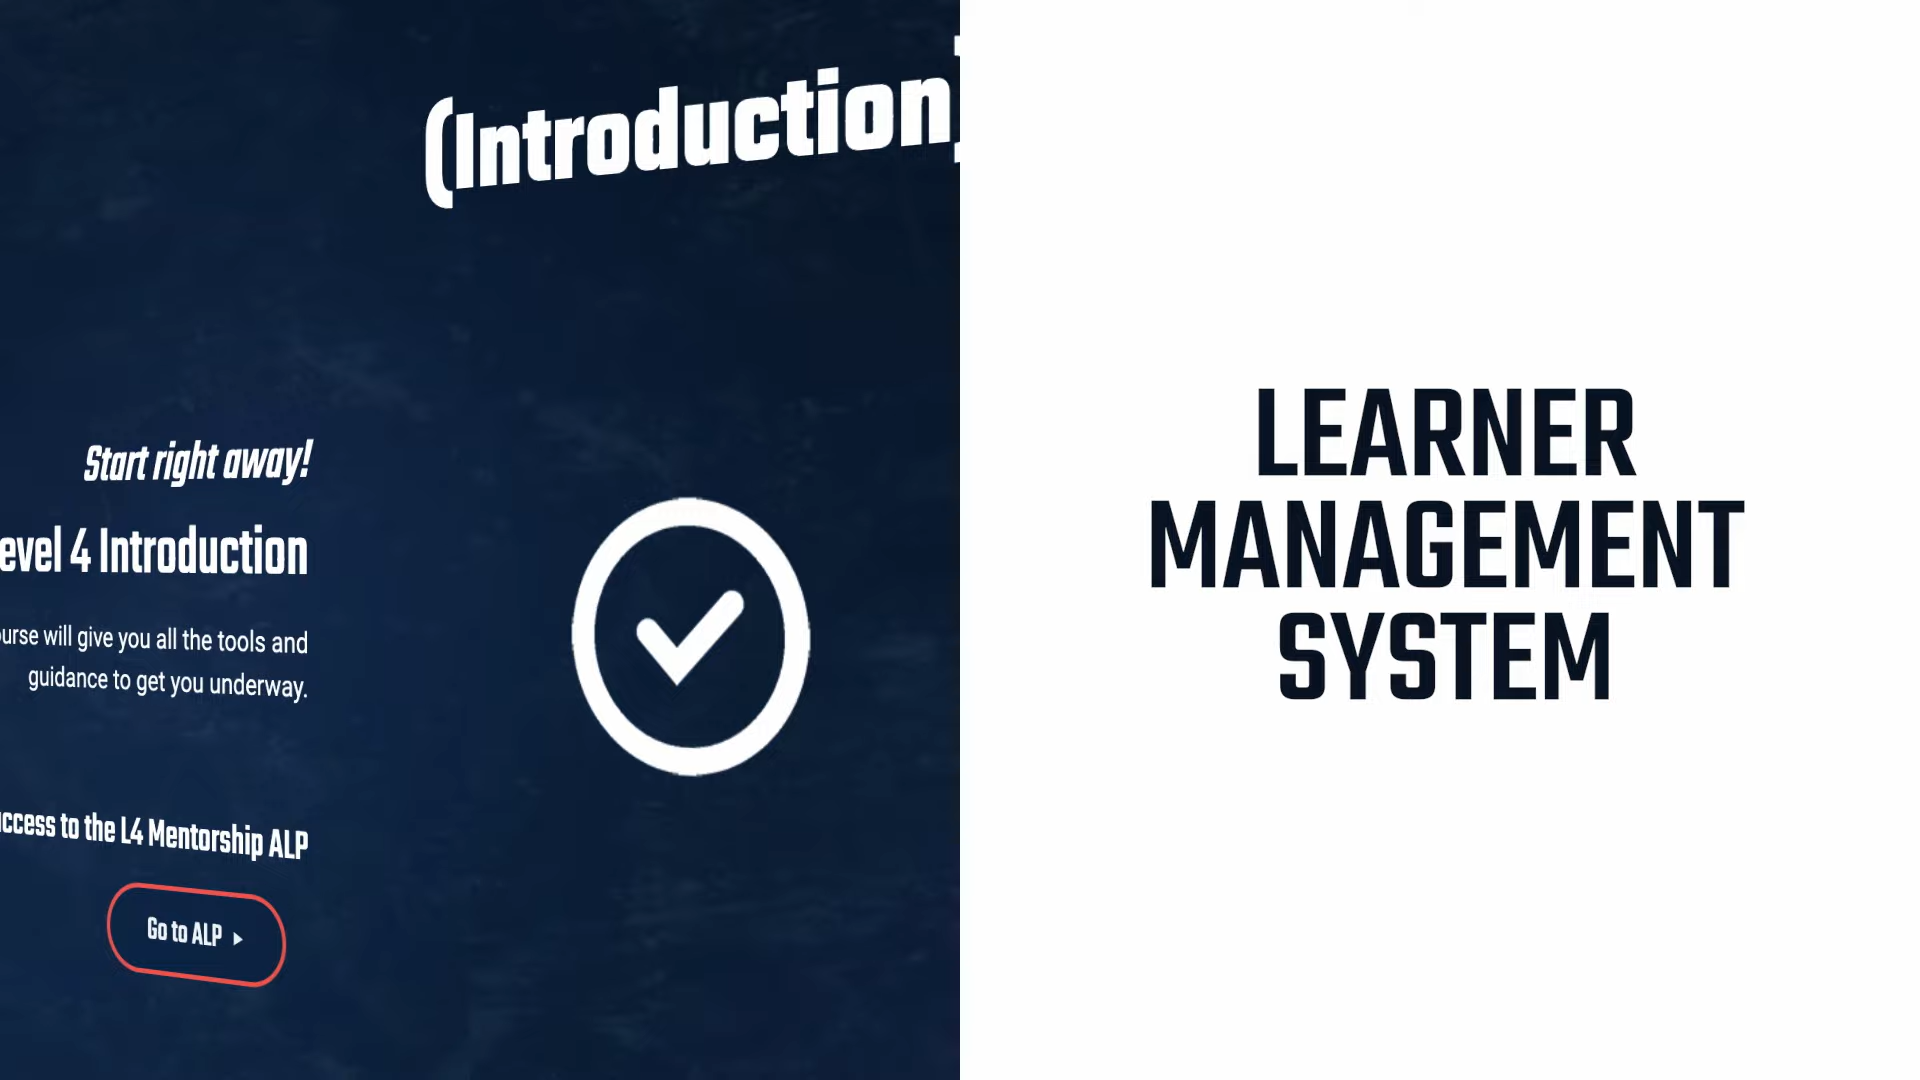 (Introduction)
Start right away!
evel 4 Introduction
urse will give you all the tools and
guidance to get you underway.
ccess to the L4 Mentorship ALP
Go to ALP
LEARNER
MANAGEMENT
SYSTEM